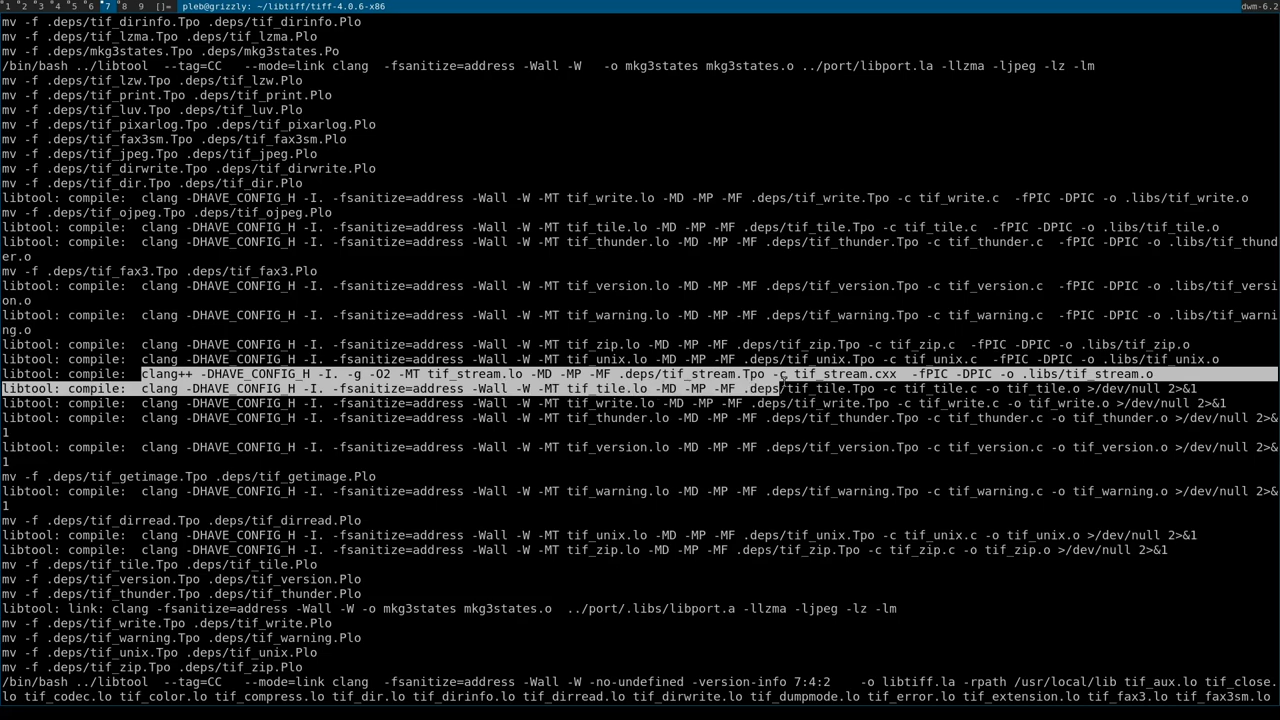 1 2 3 4 5 6 7 8 9 []= pleb@grizzly: ~/libtiff/tiff-4.0.6-x86 dwm-6.2
mv -f .deps/tif_dirinfo.Tpo .deps/tif_dirinfo.Plo
mv -f .deps/tif_lzma.Tpo .deps/tif_lzma.Plo
mv -f .deps/mkg3states.Tpo .deps/mkg3states.Po
/bin/bash ../libtool  --tag=CC   --mode=link clang  -fsanitize=address -Wall -W   -o mkg3states mkg3states.o ../port/libport.la -llzma -ljpeg -lz -lm
mv -f .deps/tif_lzw.Tpo .deps/tif_lzw.Plo
mv -f .deps/tif_print.Tpo .deps/tif_print.Plo
mv -f .deps/tif_luv.Tpo .deps/tif_luv.Plo
mv -f .deps/tif_pixarlog.Tpo .deps/tif_pixarlog.Plo
mv -f .deps/tif_fax3sm.Tpo .deps/tif_fax3sm.Plo
mv -f .deps/tif_jpeg.Tpo .deps/tif_jpeg.Plo
mv -f .deps/tif_dirwrite.Tpo .deps/tif_dirwrite.Plo
mv -f .deps/tif_dir.Tpo .deps/tif_dir.Plo
libtool: compile:  clang -DHAVE_CONFIG_H -I. -fsanitize=address -Wall -W -MT tif_write.lo -MD -MP -MF .deps/tif_write.Tpo -c tif_write.c  -fPIC -DPIC -o .libs/tif_write.o
mv -f .deps/tif_ojpeg.Tpo .deps/tif_ojpeg.Plo
libtool: compile:  clang -DHAVE_CONFIG_H -I. -fsanitize=address -Wall -W -MT tif_tile.lo -MD -MP -MF .deps/tif_tile.Tpo -c tif_tile.c  -fPIC -DPIC -o .libs/tif_tile.o
libtool: compile:  clang -DHAVE_CONFIG_H -I. -fsanitize=address -Wall -W -MT tif_thunder.lo -MD -MP -MF .deps/tif_thunder.Tpo -c tif_thunder.c  -fPIC -DPIC -o .libs/tif_thund
er.o
mv -f .deps/tif_fax3.Tpo .deps/tif_fax3.Plo
libtool: compile:  clang -DHAVE_CONFIG_H -I. -fsanitize=address -Wall -W -MT tif_version.lo -MD -MP -MF .deps/tif_version.Tpo -c tif_version.c  -fPIC -DPIC -o .libs/tif_versi
on.o
libtool: compile:  clang -DHAVE_CONFIG_H -I. -fsanitize=address -Wall -W -MT tif_warning.lo -MD -MP -MF .deps/tif_warning.Tpo -c tif_warning.c  -fPIC -DPIC -o .libs/tif_warni
ng.o
libtool: compile:  clang -DHAVE_CONFIG_H -I. -fsanitize=address -Wall -W -MT tif_zip.lo -MD -MP -MF .deps/tif_zip.Tpo -c tif_zip.c  -fPIC -DPIC -o .libs/tif_zip.o
libtool: compile:  clang -DHAVE_CONFIG_H -I. -fsanitize=address -Wall -W -MT tif_unix.lo -MD -MP -MF .deps/tif_unix.Tpo -c tif_unix.c  -fPIC -DPIC -o .libs/tif_unix.o
libtool: compile:  clang++ -DHAVE_CONFIG_H -I. -g -O2 -MT tif_stream.lo -MD -MP -MF .deps/tif_stream.Tpo -c tif_stream.cxx  -fPIC -DPIC -o .libs/tif_stream.o
libtool: compile:  clang -DHAVE_CONFIG_H -I. -fsanitize=address -Wall -W -MT tif_tile.lo -MD -MP -MF .deps/tif_tile.Tpo -c tif_tile.c -o tif_tile.o >/dev/null 2>&1
libtool: compile:  clang -DHAVE_CONFIG_H -I. -fsanitize=address -Wall -W -MT tif_write.lo -MD -MP -MF .deps/tif_write.Tpo -c tif_write.c -o tif_write.o >/dev/null 2>&1
libtool: compile:  clang -DHAVE_CONFIG_H -I. -fsanitize=address -Wall -W -MT tif_thunder.lo -MD -MP -MF .deps/tif_thunder.Tpo -c tif_thunder.c -o tif_thunder.o >/dev/null 2>&
1
libtool: compile:  clang -DHAVE_CONFIG_H -I. -fsanitize=address -Wall -W -MT tif_version.lo -MD -MP -MF .deps/tif_version.Tpo -c tif_version.c -o tif_version.o >/dev/null 2>&
1
mv -f .deps/tif_getimage.Tpo .deps/tif_getimage.Plo
libtool: compile:  clang -DHAVE_CONFIG_H -I. -fsanitize=address -Wall -W -MT tif_warning.lo -MD -MP -MF .deps/tif_warning.Tpo -c tif_warning.c -o tif_warning.o >/dev/null 2>&
1
mv -f .deps/tif_dirread.Tpo .deps/tif_dirread.Plo
libtool: compile:  clang -DHAVE_CONFIG_H -I. -fsanitize=address -Wall -W -MT tif_unix.lo -MD -MP -MF .deps/tif_unix.Tpo -c tif_unix.c -o tif_unix.o >/dev/null 2>&1
libtool: compile:  clang -DHAVE_CONFIG_H -I. -fsanitize=address -Wall -W -MT tif_zip.lo -MD -MP -MF .deps/tif_zip.Tpo -c tif_zip.c -o tif_zip.o >/dev/null 2>&1
mv -f .deps/tif_tile.Tpo .deps/tif_tile.Plo
mv -f .deps/tif_version.Tpo .deps/tif_version.Plo
mv -f .deps/tif_thunder.Tpo .deps/tif_thunder.Plo
libtool: link: clang -fsanitize=address -Wall -W -o mkg3states mkg3states.o  ../port/.libs/libport.a -llzma -ljpeg -lz -lm
mv -f .deps/tif_write.Tpo .deps/tif_write.Plo
mv -f .deps/tif_warning.Tpo .deps/tif_warning.Plo
mv -f .deps/tif_unix.Tpo .deps/tif_unix.Plo
mv -f .deps/tif_zip.Tpo .deps/tif_zip.Plo
/bin/bash ../libtool  --tag=CC   --mode=link clang  -fsanitize=address -Wall -W -no-undefined -version-info 7:4:2    -o libtiff.la -rpath /usr/local/lib tif_aux.lo tif_close.
lo tif_codec.lo tif_color.lo tif_compress.lo tif_dir.lo tif_dirinfo.lo tif_dirread.lo tif_dirwrite.lo tif_dumpmode.lo tif_error.lo tif_extension.lo tif_fax3.lo tif_fax3sm.lo